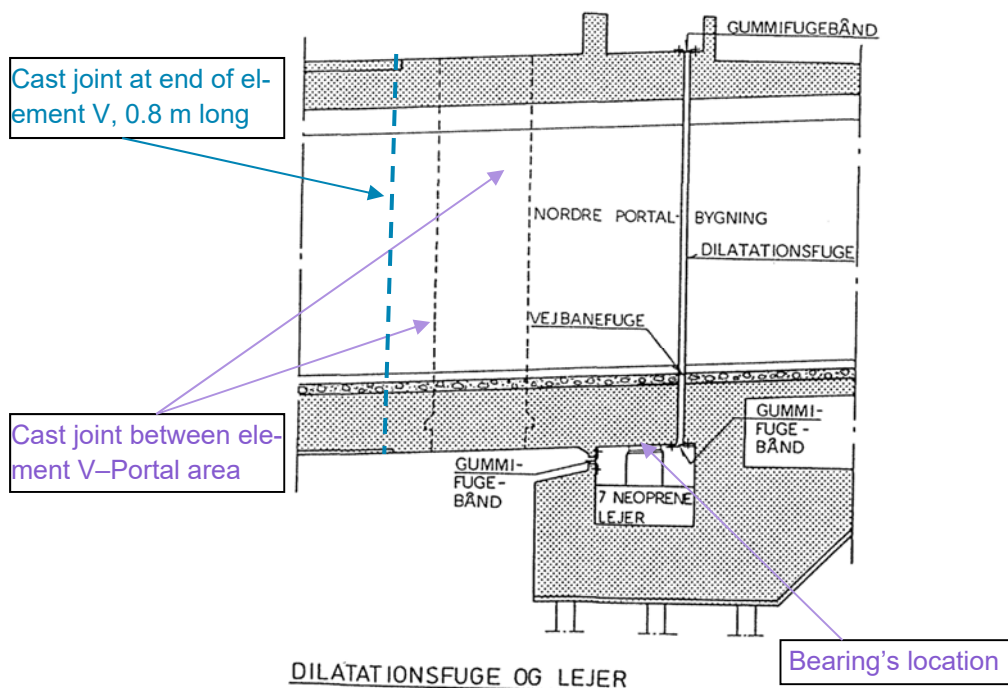 GUMMIFUGEBÅND
Cast joint at end of el-
ement V, 0.8 m long
NORDRE PORTAL- BYGNING
DILATATIONSFUGE
VEJBANEFUGE
Cast joint between ele-
ment V–Portal area
GUMMI-
FUGE-
BÅND
GUMMI-
FUGE-
BÅND
7 NEOPRENE
LEJER
Bearing's location
DILATATIONSFUGE OG LEJER